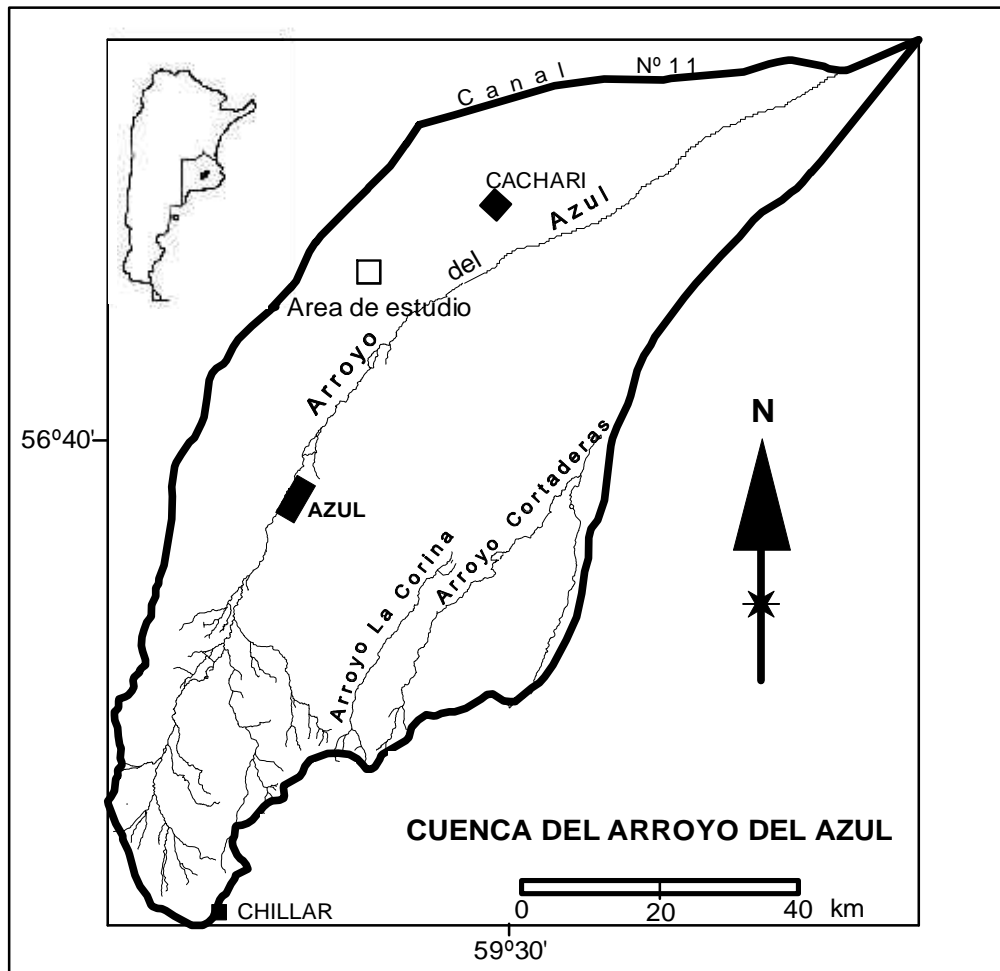 Canal Nº 11
CACHARI
Arroyo del Azul
Area de estudio
56º40'
N
AZUL
Arroyo Cortaderas
Arroyo La Corina
CUENCA DEL ARROYO DEL AZUL
0 20 40 km
CHILLAR
59º30'